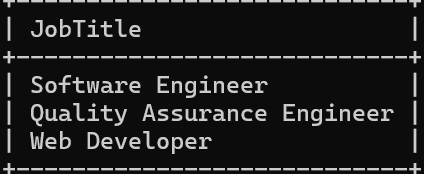 JobTitle
Software Engineer
Quality Assurance Engineer
Web Developer